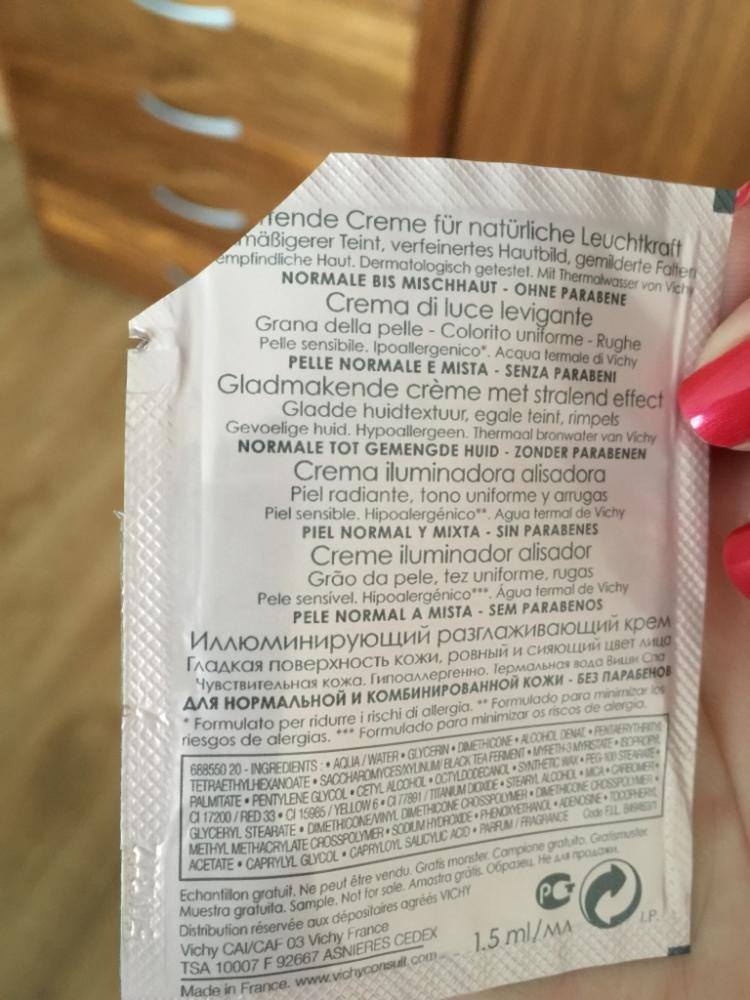 Creme für natürliche Leuchtkraft
Teint, verfeinertes Hautbild, gemilderte Falten
empfindliche Haut. Dermatologisch getestet. Mit Thermalwasser von Vichy
NORMALE BIS MISCHHAUT - OHNE PARABENE
Crema di luce levigante
Grana della pelle - Colorito uniforme - Rughe
Pelle sensibile. Ipoallergenico*. Acqua termale di Vichy
PELLE NORMALE E MISTA - SENZA PARABENI
Gladmakende crème met stralend effect
Gladde huidtextuur, egale teint, rimpels
Gevoelige huid. Hypoallergeen. Thermaal bronwater van Vichy
NORMALE TOT GEMENGDE HUID - ZONDER PARABENEN
Crema iluminadora alisadora
Piel radiante, tono uniforme y arrugas
Piel sensible. Hipoalergénico**. Agua termal de Vichy
PIEL NORMAL Y MIXTA - SIN PARABENES
Creme iluminador alisador
Grão da pele, tez uniforme, rugas
Pele sensível. Hipoalergénico***. Água termal de Vichy
PELE NORMAL A MISTA - SEM PARABENOS
Иллюминирующий разглаживающий крем
Гладкая поверхность кожи, ровный и сияющий цвет лица
Чувствительная кожа. Гипоаллергенно. Термальная вода Виши Спа
ДЛЯ НОРМАЛЬНОЙ И КОМБИНИРОВАННОЙ КОЖИ - БЕЗ ПАРАБЕНОВ
* Formulato per ridurre i rischi di allergia. ** Formulado para minimizar los
riesgos de alergias. *** Formulado para minimizar os riscos de alergia.
688550 20 - INGREDIENTS : • AQUA / WATER • GLYCERIN • DIMETHICONE • ALCOHOL DENAT. • PENTAERYTHRITYL
TETRAETHYLHEXANOATE • SACCHAROMYCES/XYLINUM/ BLACK TEA FERMENT • MYRETH-3 MYRISTATE • ISOPROPYL
PALMITATE • PENTYLENE GLYCOL • CETYL ALCOHOL • OCTYLDODECANOL • SYNTHETIC WAX • PEG-100 STEARATE •
CI 17200 / RED 33 • CI 15985 / YELLOW 6 • CI 77891 / TITANIUM DIOXIDE • STEARYL ALCOHOL • MICA • CARBOMER •
GLYCERYL STEARATE • DIMETHICONE/VINYL DIMETHICONE CROSSPOLYMER • DIMETHICONE CROSSPOLYMER •
METHYL METHACRYLATE CROSSPOLYMER • SODIUM HYDROXIDE • PHENOXYETHANOL • ADENOSINE • TOCOPHERYL
ACETATE • CAPRYLYL GLYCOL • CAPRYLOYL SALICYLIC ACID • PARFUM / FRAGRANCE Code F.I.L.
Echantillon gratuit. Ne peut être vendu. Gratis monster. Campione gratuito. Gratismuster.
Muestra gratuita. Sample. Not for sale. Amostra grátis. Образец. Не для продажи.
Distribution réservée aux dépositaires agréés VICHY
Vichy CAI/CAF 03 Vichy France
TSA 10007 F 92667 ASNIERES CEDEX
Made in France. www.vichyconsult.com
1.5 ml/мл
I.P.